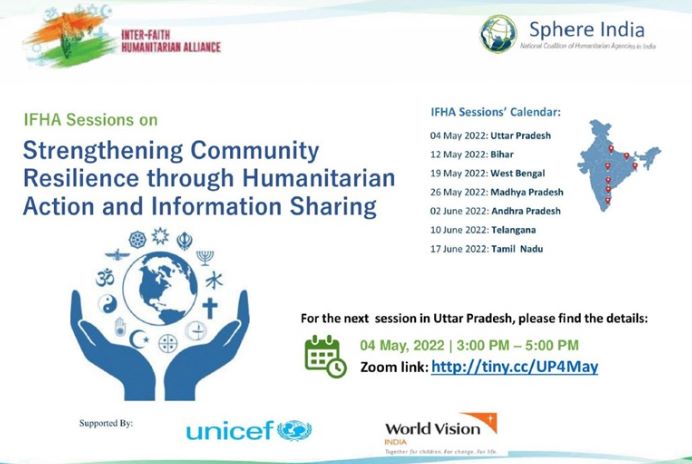 INTER-FAITH
HUMANITARIAN ALLIANCE
Sphere India
National Coalition of Humanitarian Agencies in India
IFHA Sessions on
Strengthening Community
Resilience through Humanitarian
Action and Information Sharing
IFHA Sessions' Calendar:
04 May 2022: Uttar Pradesh
12 May 2022: Bihar
19 May 2022: West Bengal
26 May 2022: Madhya Pradesh
02 June 2022: Andhra Pradesh
10 June 2022: Telangana
17 June 2022: Tamil Nadu
ॐ
For the next session in Uttar Pradesh, please find the details:
04 May, 2022 | 3:00 PM – 5:00 PM
Zoom link: http://tiny.cc/UP4May
Supported By:
unicef
World Vision
INDIA
Together for children. For change. For life.